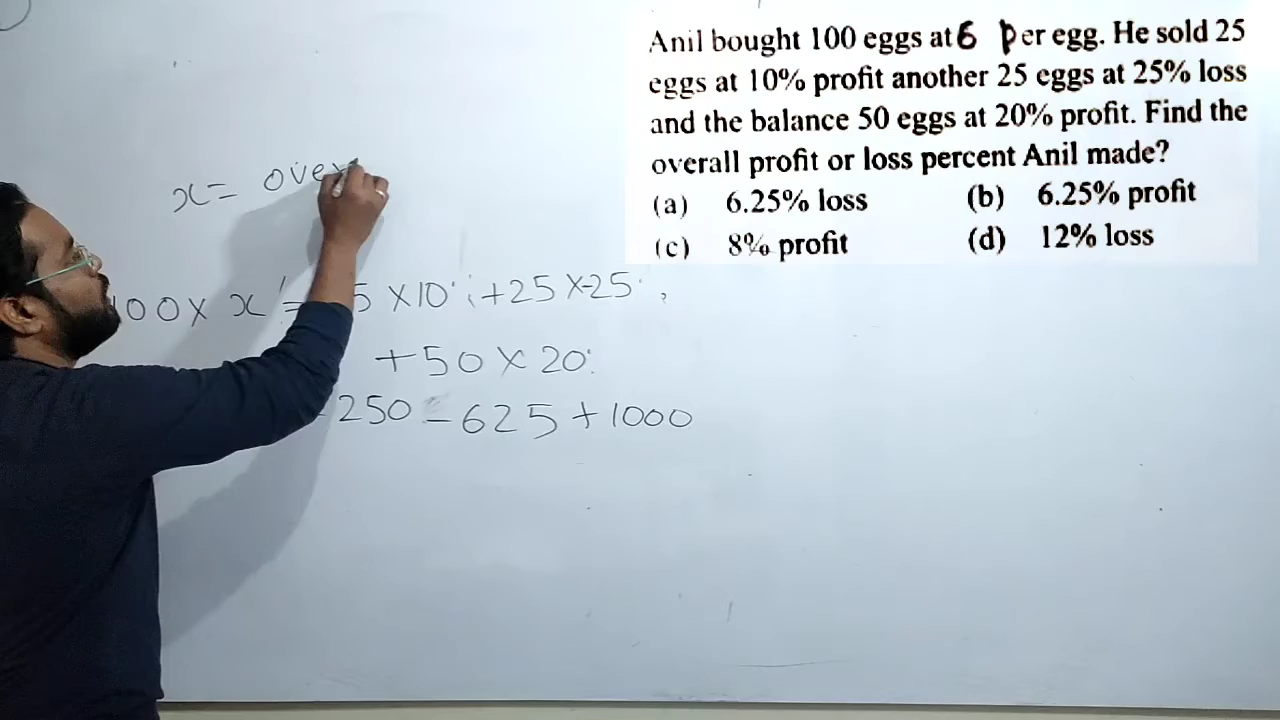 Anil bought 100 eggs at 6 per egg. He sold 25
eggs at 10% profit another 25 eggs at 25% loss
and the balance 50 eggs at 20% profit. Find the
overall profit or loss percent Anil made?
(a) 6.25% loss (b) 6.25% profit
(c) 8% profit (d) 12% loss
x = over
100 x x % = 5 x 10% + 25 x -25%
+ 50 x 20%
250 - 625 + 1000